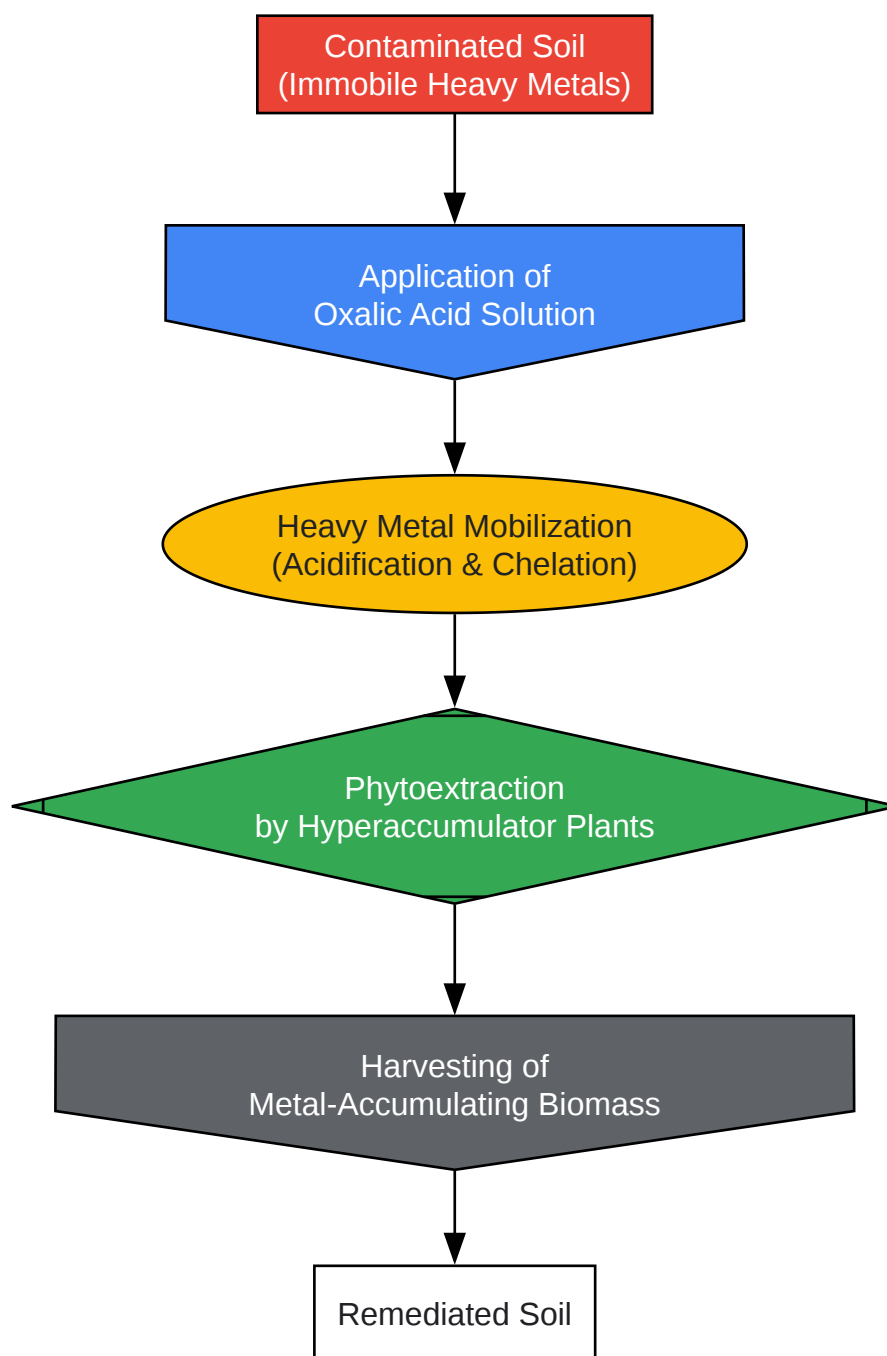 Contaminated Soil
(Immobile Heavy Metals)
Application of
Oxalic Acid Solution
Heavy Metal Mobilization
(Acidification & Chelation)
Phytoextraction
by Hyperaccumulator Plants
Harvesting of
Metal-Accumulating Biomass
Remediated Soil